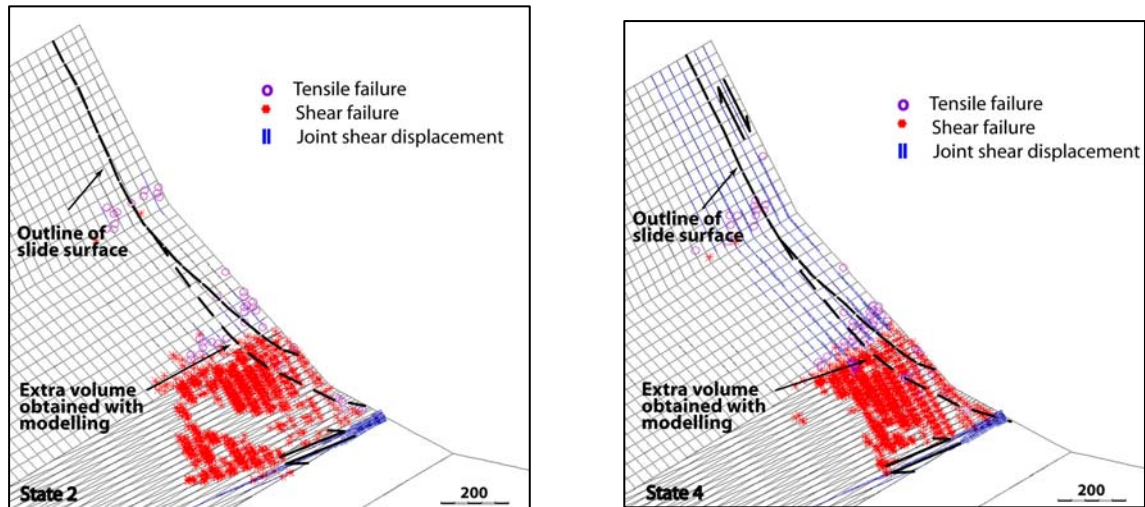 Tensile failure
Shear failure
Joint shear displacement
Outline of
slide surface
Extra volume
obtained with
modelling
State 2
200
Tensile failure
Shear failure
Joint shear displacement
Outline of
slide surface
Extra volume
obtained with
modelling
State 4
200